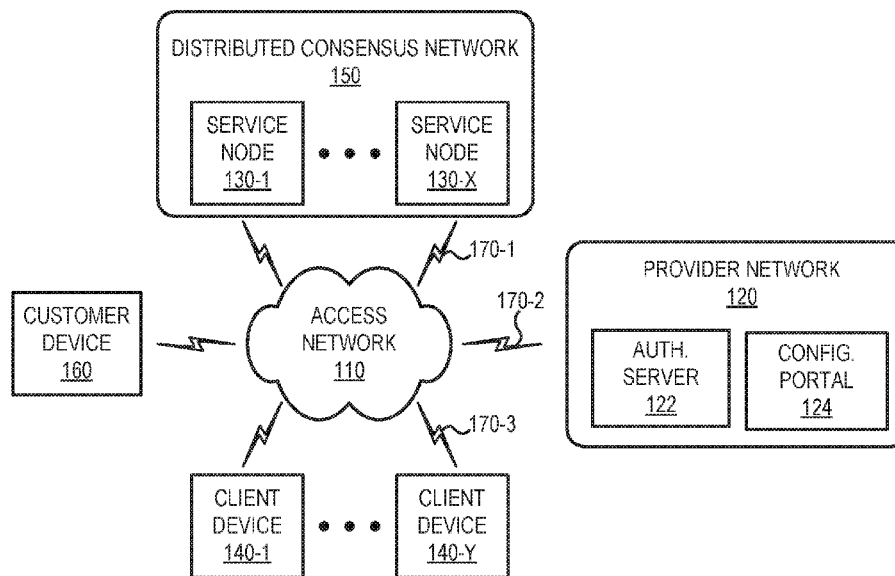 DISTRIBUTED CONSENSUS NETWORK
150
SERVICE
NODE
130-1
SERVICE
NODE
130-X
170-1
PROVIDER NETWORK
120
170-2
CUSTOMER
DEVICE
160
ACCESS
NETWORK
110
AUTH.
SERVER
122
CONFIG.
PORTAL
124
170-3
CLIENT
DEVICE
140-1
CLIENT
DEVICE
140-Y